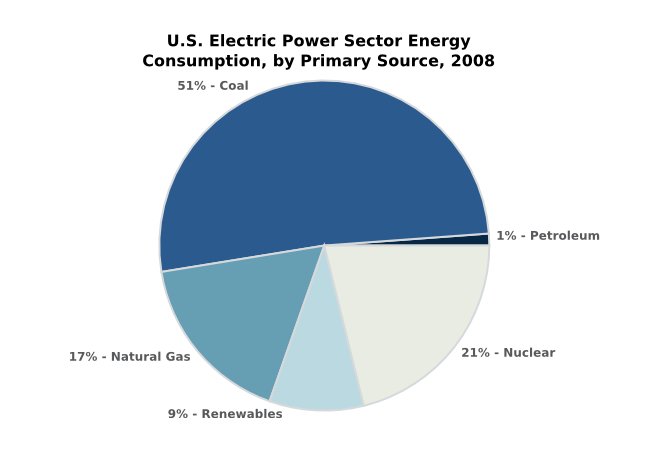 U.S. Electric Power Sector Energy
Consumption, by Primary Source, 2008
51% - Coal
1% - Petroleum
21% - Nuclear
17% - Natural Gas
9% - Renewables